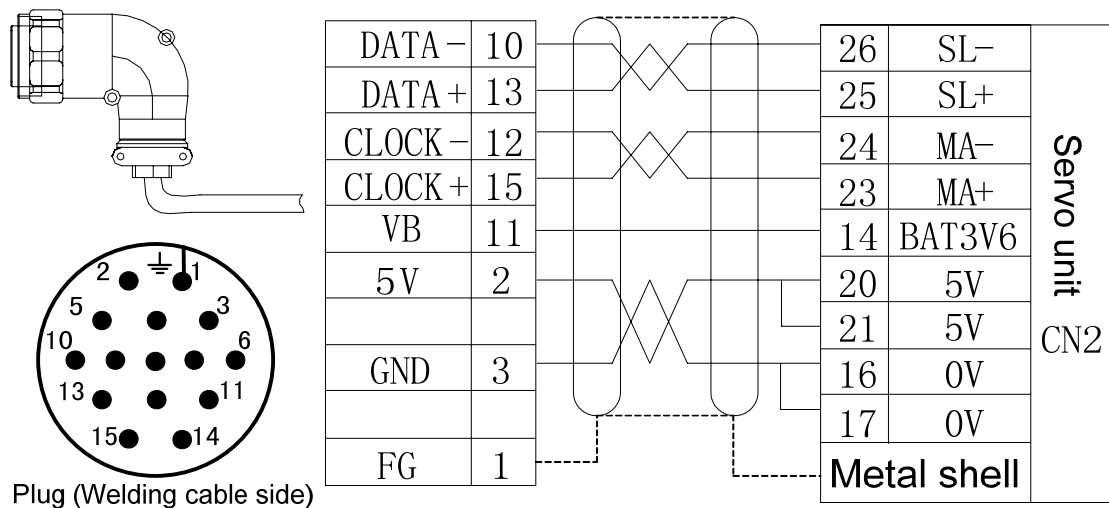 2
1
5
3
10
6
13
11
15
14
Plug (Welding cable side)
DATA- 10
DATA+ 13
CLOCK- 12
CLOCK+ 15
VB 11
5V 2
GND 3
FG 1
26 SL-
25 SL+
24 MA-
23 MA+
14 BAT3V6
20 5V
21 5V
16 0V
17 0V
Metal shell
Servo unit
CN2